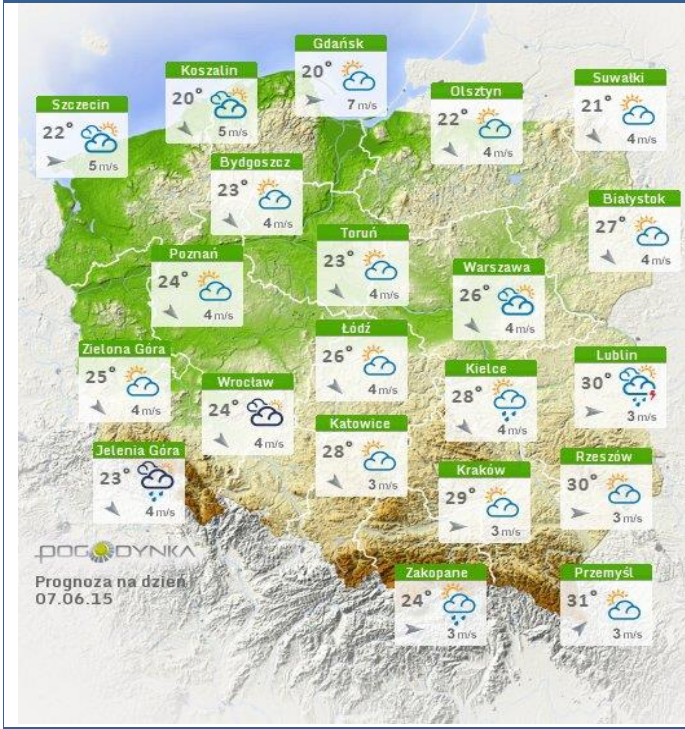 Gdańsk
20°
7 m/s
Koszalin
20°
5 m/s
Szczecin
22°
5 m/s
Olsztyn
22°
4 m/s
Suwałki
21°
4 m/s
Bydgoszcz
23°
4 m/s
Białystok
27°
4 m/s
Toruń
23°
4 m/s
Poznań
24°
4 m/s
Warszawa
26°
4 m/s
Łódź
26°
4 m/s
Zielona Góra
25°
4 m/s
Wrocław
24°
4 m/s
Kielce
28°
4 m/s
Lublin
30°
3 m/s
Katowice
28°
3 m/s
Jelenia Góra
23°
4 m/s
Kraków
29°
3 m/s
Rzeszów
30°
3 m/s
POGODYNKA
Prognoza na dzień
07.06.15
Zakopane
24°
3 m/s
Przemyśl
31°
3 m/s